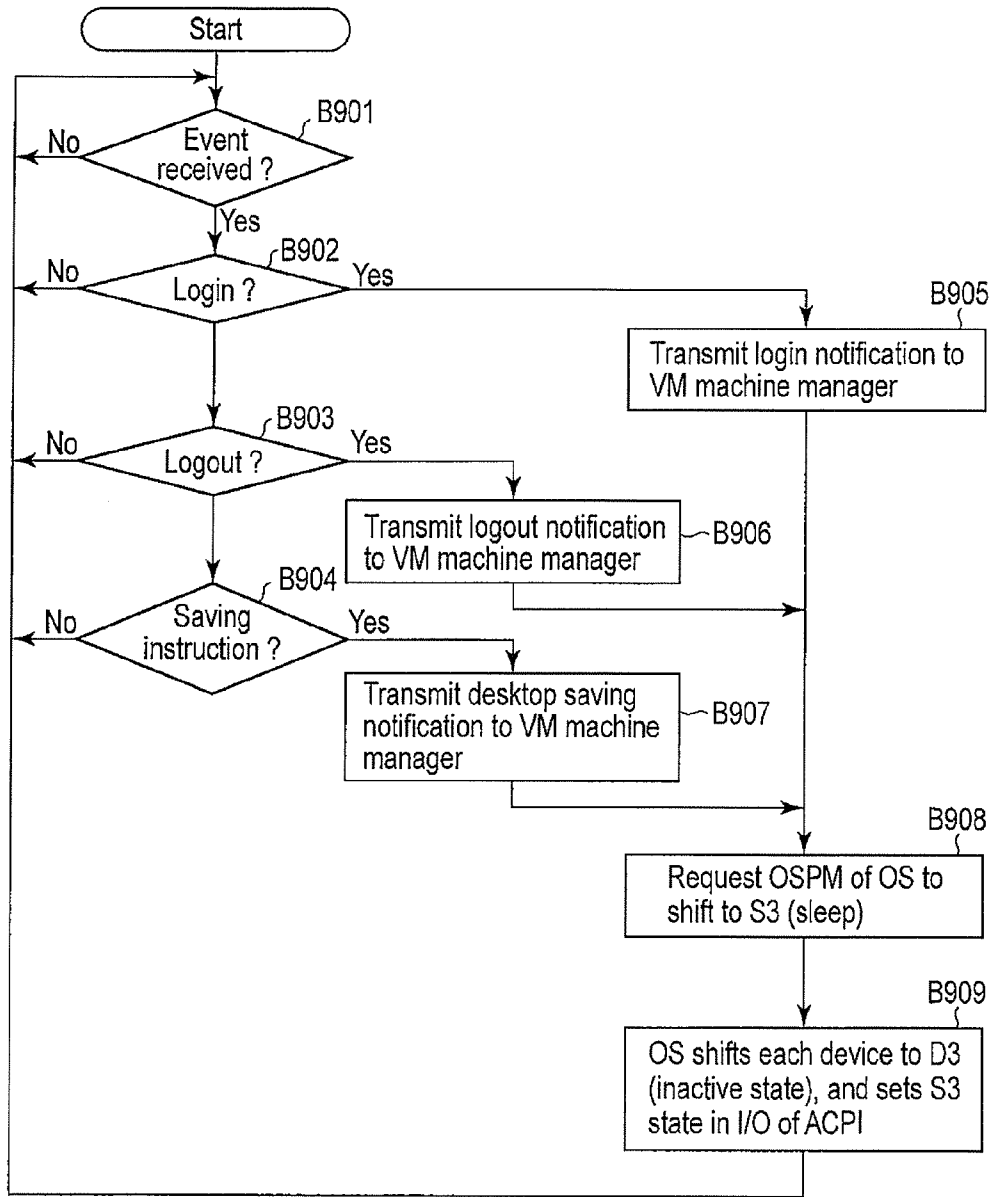 Start
B901
No
Event
received ?
Yes
B902
No
Login ?
Yes
B905
Transmit login notification to
VM machine manager
B903
No
Logout ?
Yes
Transmit logout notification
to VM machine manager
B906
B904
No
Saving
instruction ?
Yes
Transmit desktop saving
notification to VM machine
manager
B907
B908
Request OSPM of OS to
shift to S3 (sleep)
B909
OS shifts each device to D3
(inactive state), and sets S3
state in I/O of ACPI